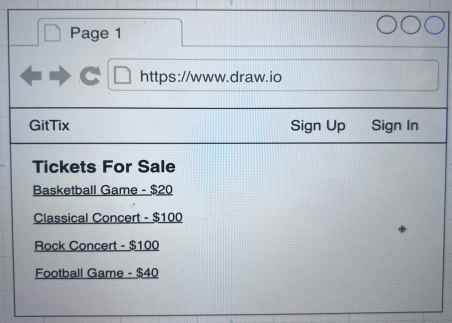 Page 1
https://www.draw.io
GitTix Sign Up Sign In
Tickets For Sale
Basketball Game - $20
Classical Concert - $100
Rock Concert - $100
Football Game - $40